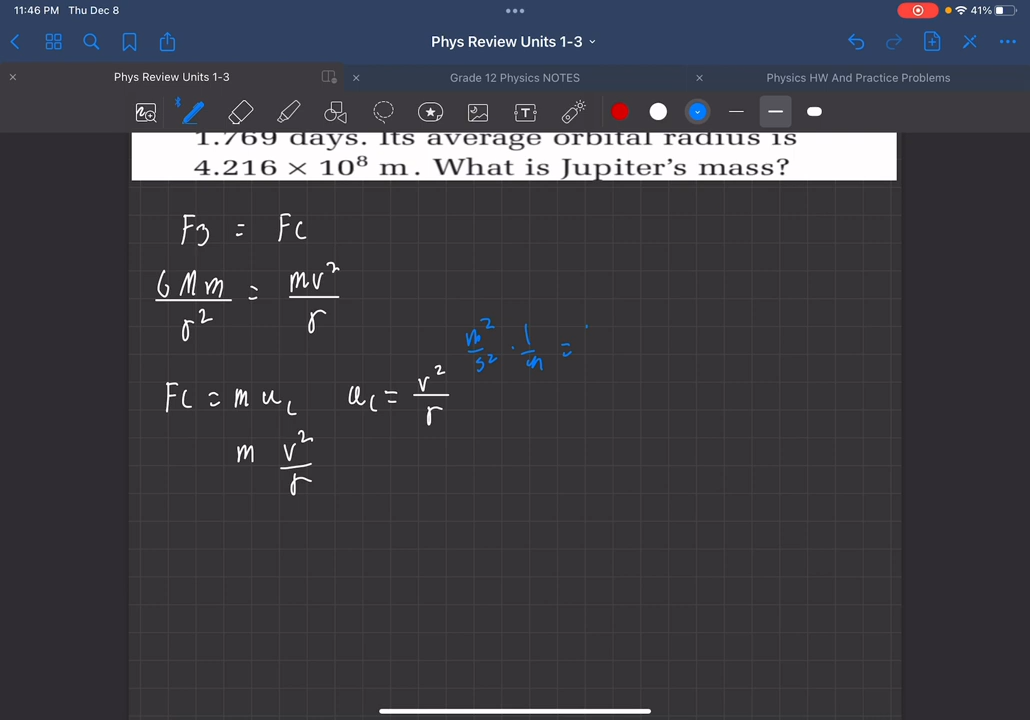 11:46 PM Thu Dec 8
41%
Phys Review Units 1-3
Phys Review Units 1-3
Grade 12 Physics NOTES
Physics HW And Practice Problems
1.769 days. Its average orbital radius is
4.216 × 10⁸ m. What is Jupiter's mass?
Fg = Fc
GMm/r² = mv²/r
m²/s² · 1/m =
Fc = m ac   ac = v²/r
m v²/r